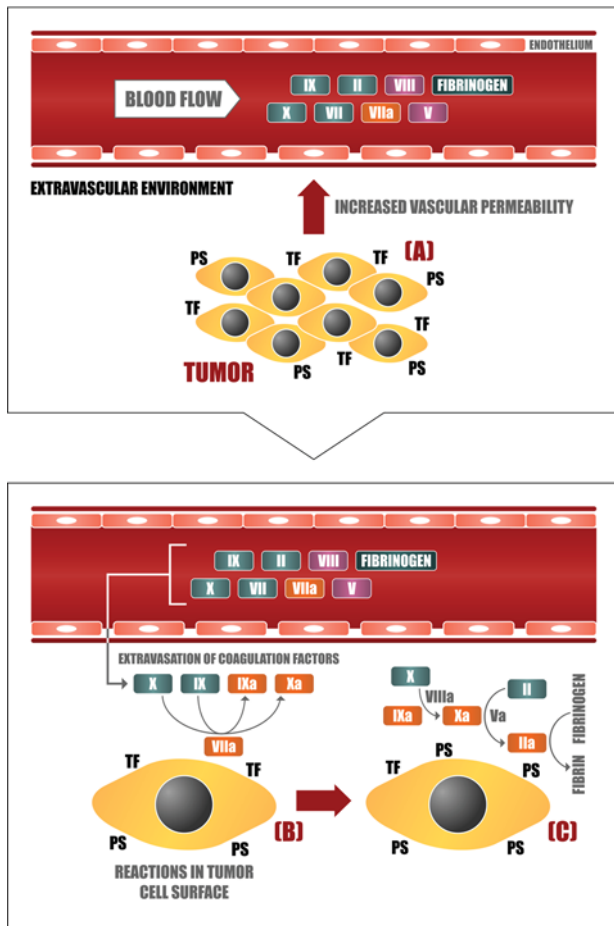 ENDOTHELIUM
BLOOD FLOW
IX II VIII FIBRINOGEN
X VII VIIa V
EXTRAVASCULAR ENVIRONMENT
INCREASED VASCULAR PERMEABILITY
(A)
PS TF TF PS
TF TF
PS TF PS
TUMOR
IX II VIII FIBRINOGEN
X VII VIIa V
EXTRAVASATION OF COAGULATION FACTORS
X IX IXa Xa
VIIa
TF TF
PS PS
(B)
REACTIONS IN TUMOR
CELL SURFACE
X VIIIa II
IXa Xa Va
IIa
FIBRINOGEN
FIBRIN
TF PS PS
PS PS
(C)